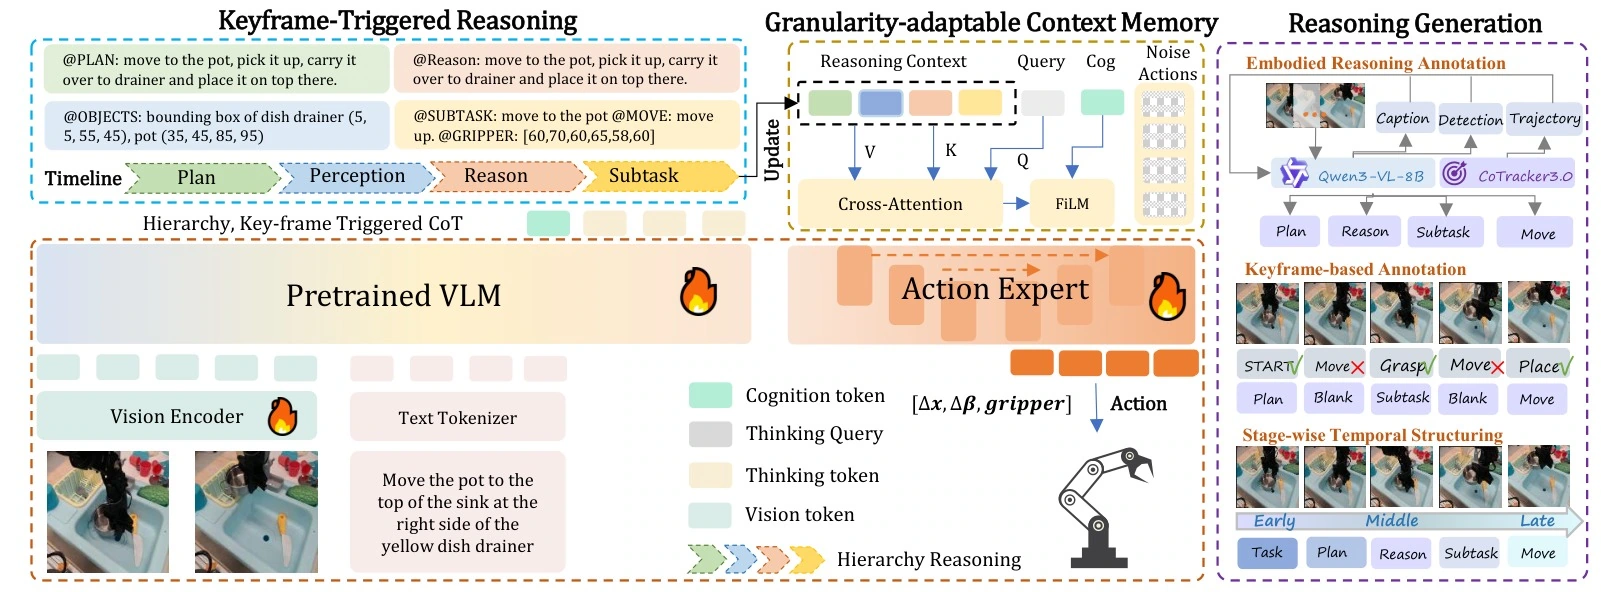 Keyframe-Triggered Reasoning
@PLAN: move to the pot, pick it up, carry it
over to drainer and place it on top there.
@Reason: move to the pot, pick it up, carry it
over to drainer and place it on top there.
@OBJECTS: bounding box of dish drainer (5,
5, 55, 45), pot (35, 45, 85, 95)
@SUBTASK: move to the pot @MOVE: move
up. @GRIPPER: [60,70,60,65,58,60]
Timeline
Plan
Perception
Reason
Subtask
Hierarchy, Key-frame Triggered CoT
Update
Granularity-adaptable Context Memory
Reasoning Context
Query
Cog
Noise
Actions
V
K
Q
Cross-Attention
FiLM
Pretrained VLM
Action Expert
Vision Encoder
Text Tokenizer
Move the pot to the
top of the sink at the
right side of the
yellow dish drainer
Cognition token
Thinking Query
Thinking token
Vision token
Hierarchy Reasoning
[Δx, Δβ, gripper]
Action
Reasoning Generation
Embodied Reasoning Annotation
Caption
Detection
Trajectory
Qwen3-VL-8B
CoTracker3.0
Plan
Reason
Subtask
Move
Keyframe-based Annotation
START
Move
Grasp
Move
Place
Plan
Blank
Subtask
Blank
Move
Stage-wise Temporal Structuring
Early
Middle
Late
Task
Plan
Reason
Subtask
Move